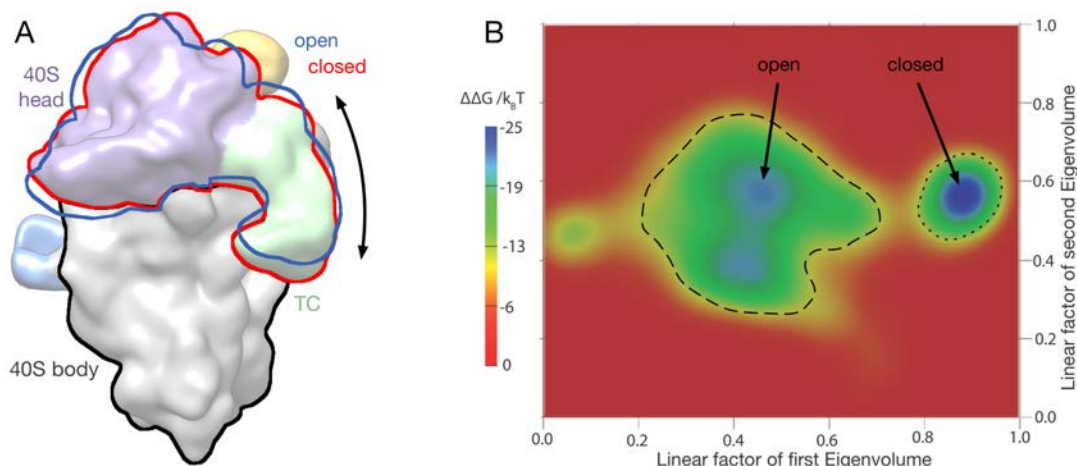 A
open
closed
40S
head
TC
40S body
B
ΔΔG /kBT
-25
-19
-13
-6
0
open
closed
1.0
0.8
0.6
0.4
0.2
0.0
Linear factor of second Eigenvolume
0.0 0.2 0.4 0.6 0.8 1.0
Linear factor of first Eigenvolume